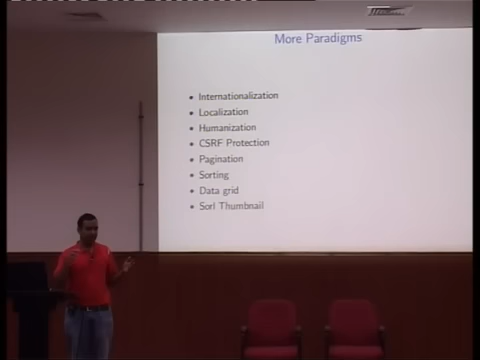 More Paradigms
• Internationalization
• Localization
• Humanization
• CSRF Protection
• Pagination
• Sorting
• Data grid
• Sorl Thumbnail